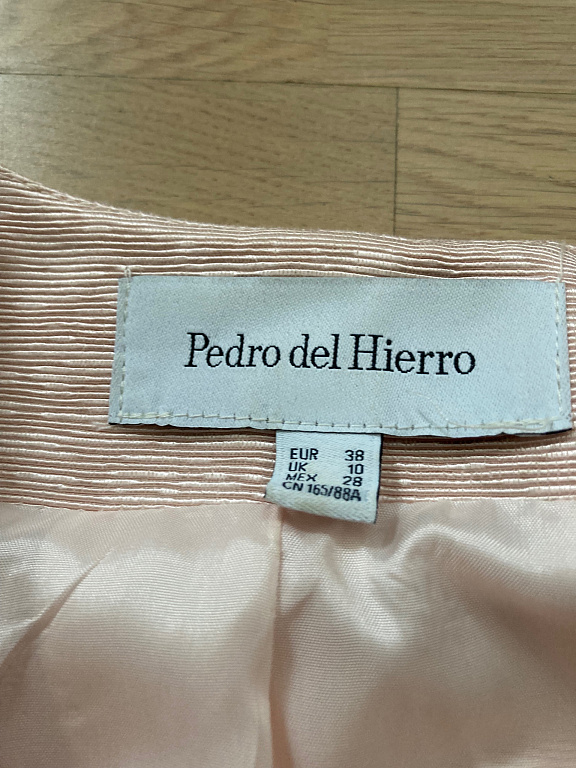 Pedro del Hierro
EUR 38
UK 10
MEX 28
CN 165/88A